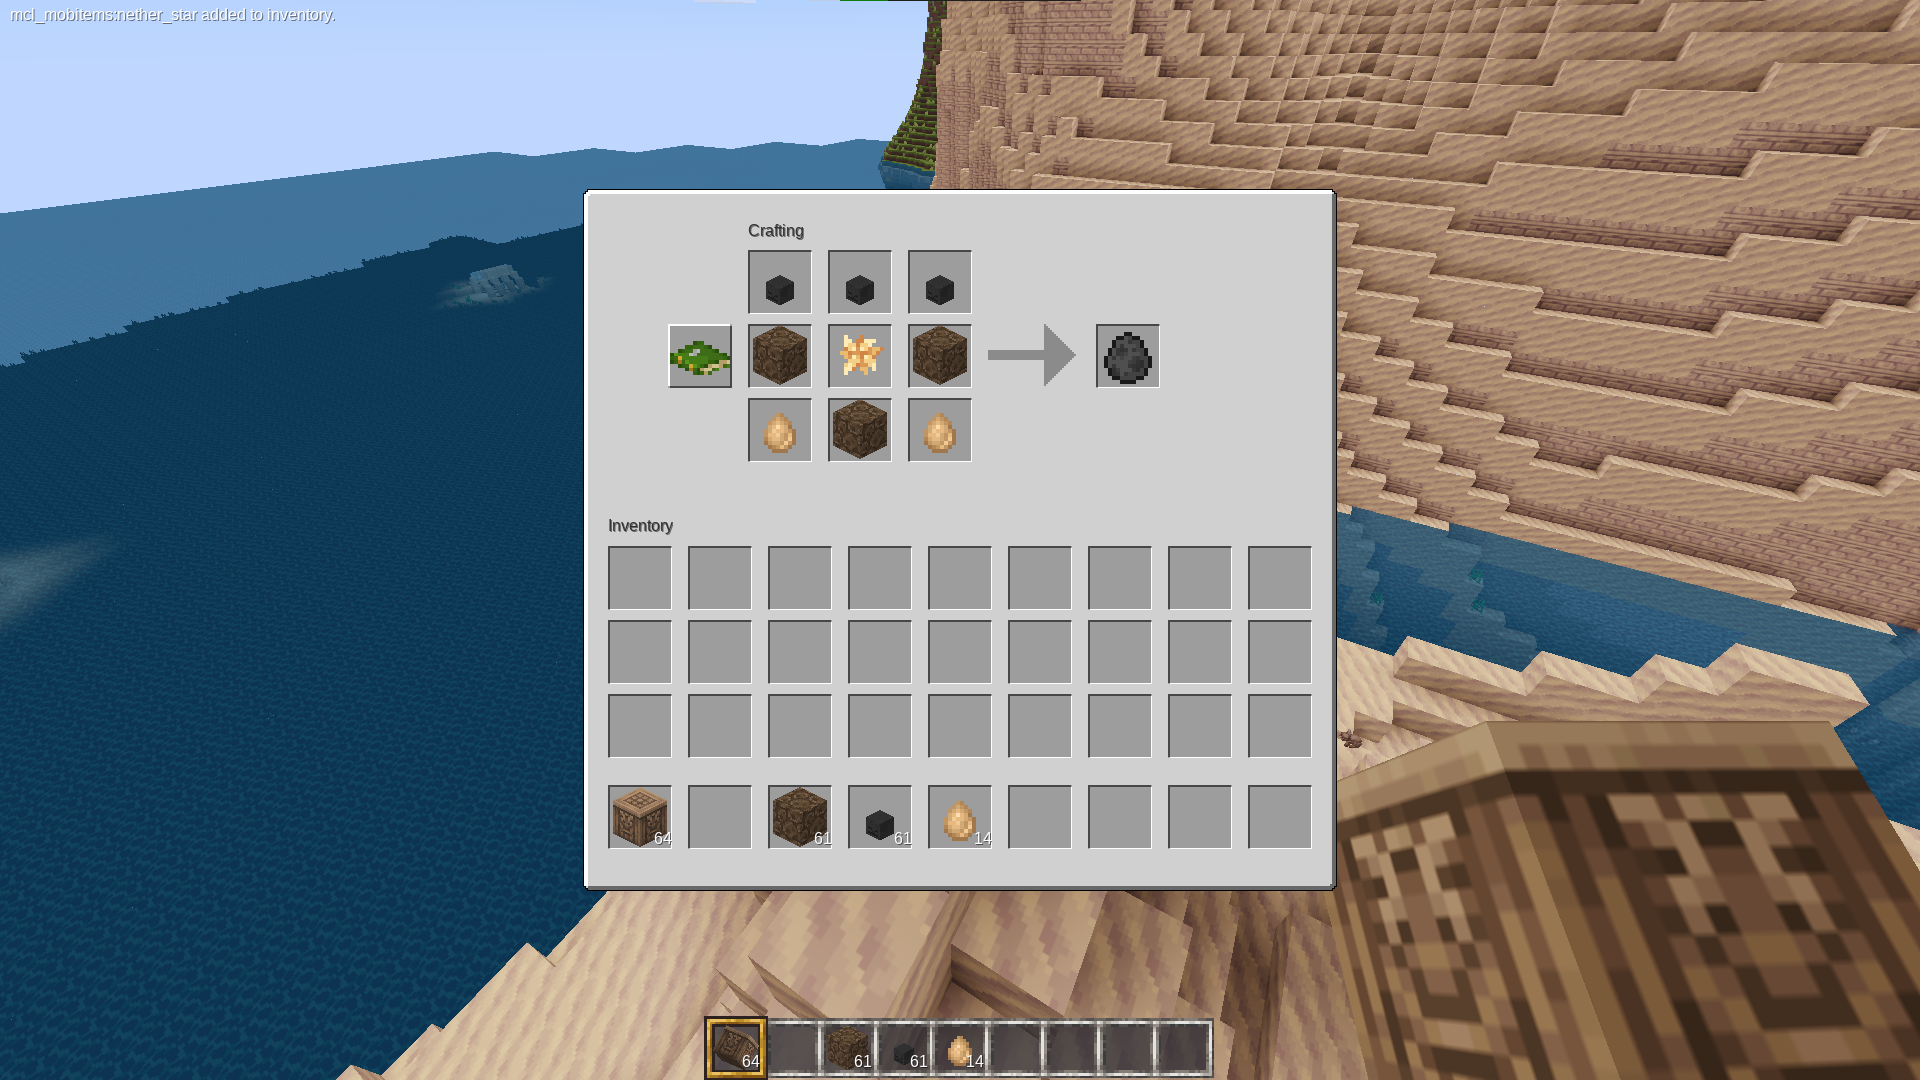 mcl_mobitems:nether_star added to inventory.
Crafting
Inventory
64 61 61 14
64 61 61 14